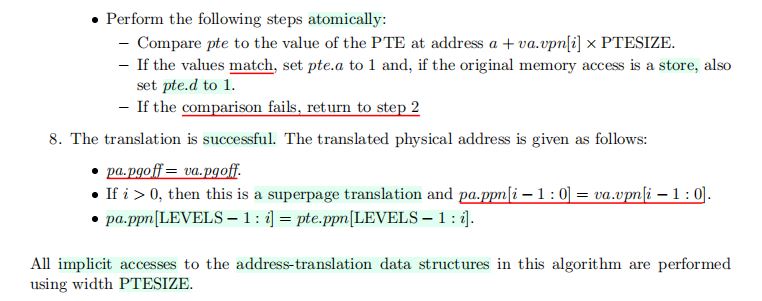 • Perform the following steps atomically:
– Compare pte to the value of the PTE at address a + va.vpn[i] × PTESIZE.
– If the values match, set pte.a to 1 and, if the original memory access is a store, also
set pte.d to 1.
– If the comparison fails, return to step 2
8. The translation is successful. The translated physical address is given as follows:
• pa.pgoff = va.pgoff.
• If i > 0, then this is a superpage translation and pa.ppn[i − 1 : 0] = va.vpn[i − 1 : 0].
• pa.ppn[LEVELS − 1 : i] = pte.ppn[LEVELS − 1 : i].
All implicit accesses to the address-translation data structures in this algorithm are performed
using width PTESIZE.